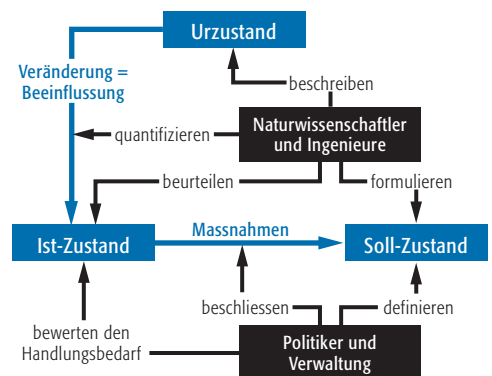 Urzustand
Veränderung =
Beeinflussung
beschreiben
quantifizieren
Naturwissenschaftler
und Ingenieure
beurteilen
formulieren
Ist-Zustand
Massnahmen
Soll-Zustand
beschliessen
definieren
bewerten den
Handlungsbedarf
Politiker und
Verwaltung